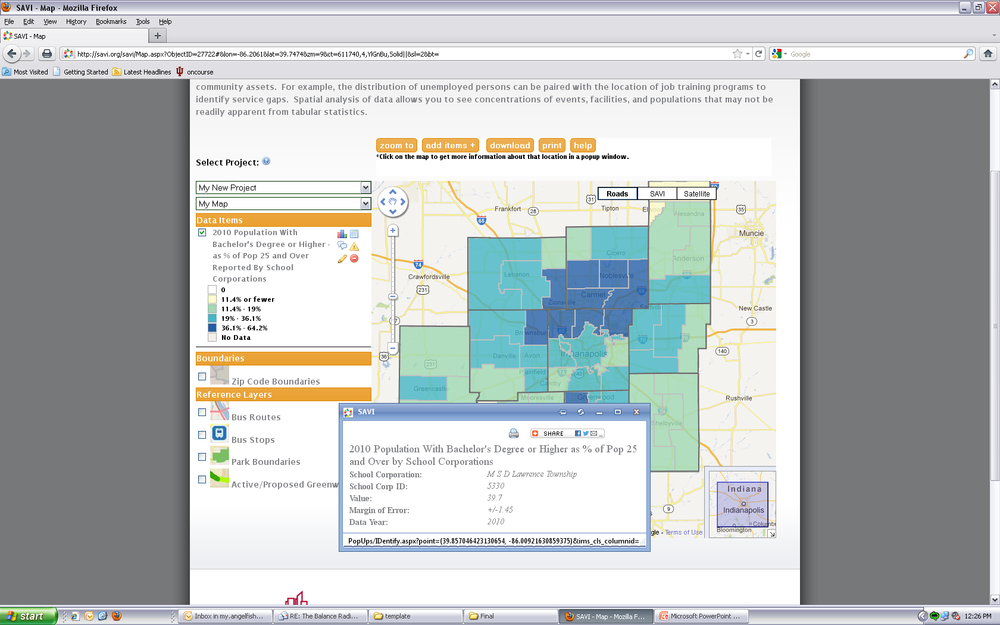 SAVI - Map - Mozilla Firefox
File Edit View History Bookmarks Tools Help
SAVI - Map
http://savi.org/savi/Map.aspx?ObjectID=27722#&lon=-86.2061&lat=39.7474&zm=9&ct=611740,4,YlGnBu,Solid||&sl=2&bt=
Google
Most Visited Getting Started Latest Headlines oncourse
community assets. For example, the distribution of unemployed persons can be paired with the location of job training programs to
identify service gaps. Spatial analysis of data allows you to see concentrations of events, facilities, and populations that may not be
readily apparent from tabular statistics.
zoom to add items + download print help
*Click on the map to get more information about that location in a popup window.
Select Project:
My New Project
My Map
Data Items
2010 Population With
Bachelor's Degree or Higher -
as % of Pop 25 and Over
Reported By School
Corporations
0
11.4% or fewer
11.4% - 19%
19% - 36.1%
36.1% - 64.2%
No Data
Boundaries
Zip Code Boundaries
Reference Layers
Bus Routes
Bus Stops
Park Boundaries
Active/Proposed Greenw
Roads SAVI Satellite
31
Tipton
Frankfort
28
65
Alexandria
35
Muncie
Cicero
Anderson
74
Crawfordsville
231
Lebanon
Noblesville
Carmel
69
Zionsville
Fortville
New Castle
3
65
Brownsburg
70
70
140
36
231
Danville
Avon
Indianapolis
Plainfield
74
40
Camby
Greencastle
Mooresville
Greenwood
Rushville
74
Shelbyville
9
gle - Terms of Use
Indiana
Indianapolis
Columb
Bloomington
SAVI
SHARE
2010 Population With Bachelor's Degree or Higher as % of Pop 25
and Over by School Corporations
School Corporation: M S D Lawrence Township
School Corp ID: 5330
Value: 39.7
Margin of Error: +/-1.45
Data Year: 2010
PopUps/IDentify.aspx?point=(39.857046423130654, -86.00921630859375)&ims_cls_columnid=
start
Inbox in my.angelfish...
RE: The Balance Radi...
template
Final
SAVI - Map - Mozilla F...
Microsoft PowerPoint ...
12:26 PM